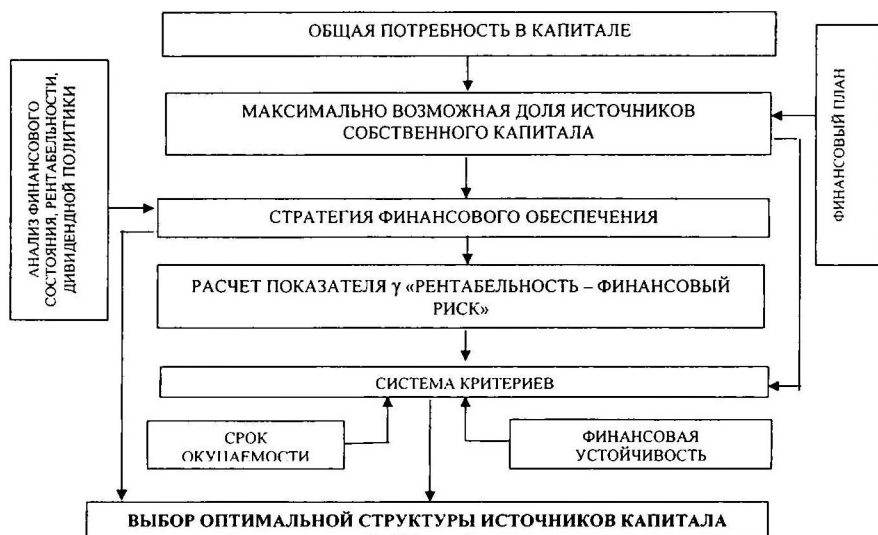 ОБЩАЯ ПОТРЕБНОСТЬ В КАПИТАЛЕ
АНАЛИЗ ФИНАНСОВОГО
СОСТОЯНИЯ, РЕНТАБЕЛЬНОСТИ,
ДИВИДЕНДНОЙ ПОЛИТИКИ
МАКСИМАЛЬНО ВОЗМОЖНАЯ ДОЛЯ ИСТОЧНИКОВ
СОБСТВЕННОГО КАПИТАЛА
ФИНАНСОВЫЙ ПЛАН
СТРАТЕГИЯ ФИНАНСОВОГО ОБЕСПЕЧЕНИЯ
РАСЧЕТ ПОКАЗАТЕЛЯ γ «РЕНТАБЕЛЬНОСТЬ – ФИНАНСОВЫЙ
РИСК»
СИСТЕМА КРИТЕРИЕВ
СРОК
ОКУПАЕМОСТИ
ФИНАНСОВАЯ
УСТОЙЧИВОСТЬ
ВЫБОР ОПТИМАЛЬНОЙ СТРУКТУРЫ ИСТОЧНИКОВ КАПИТАЛА